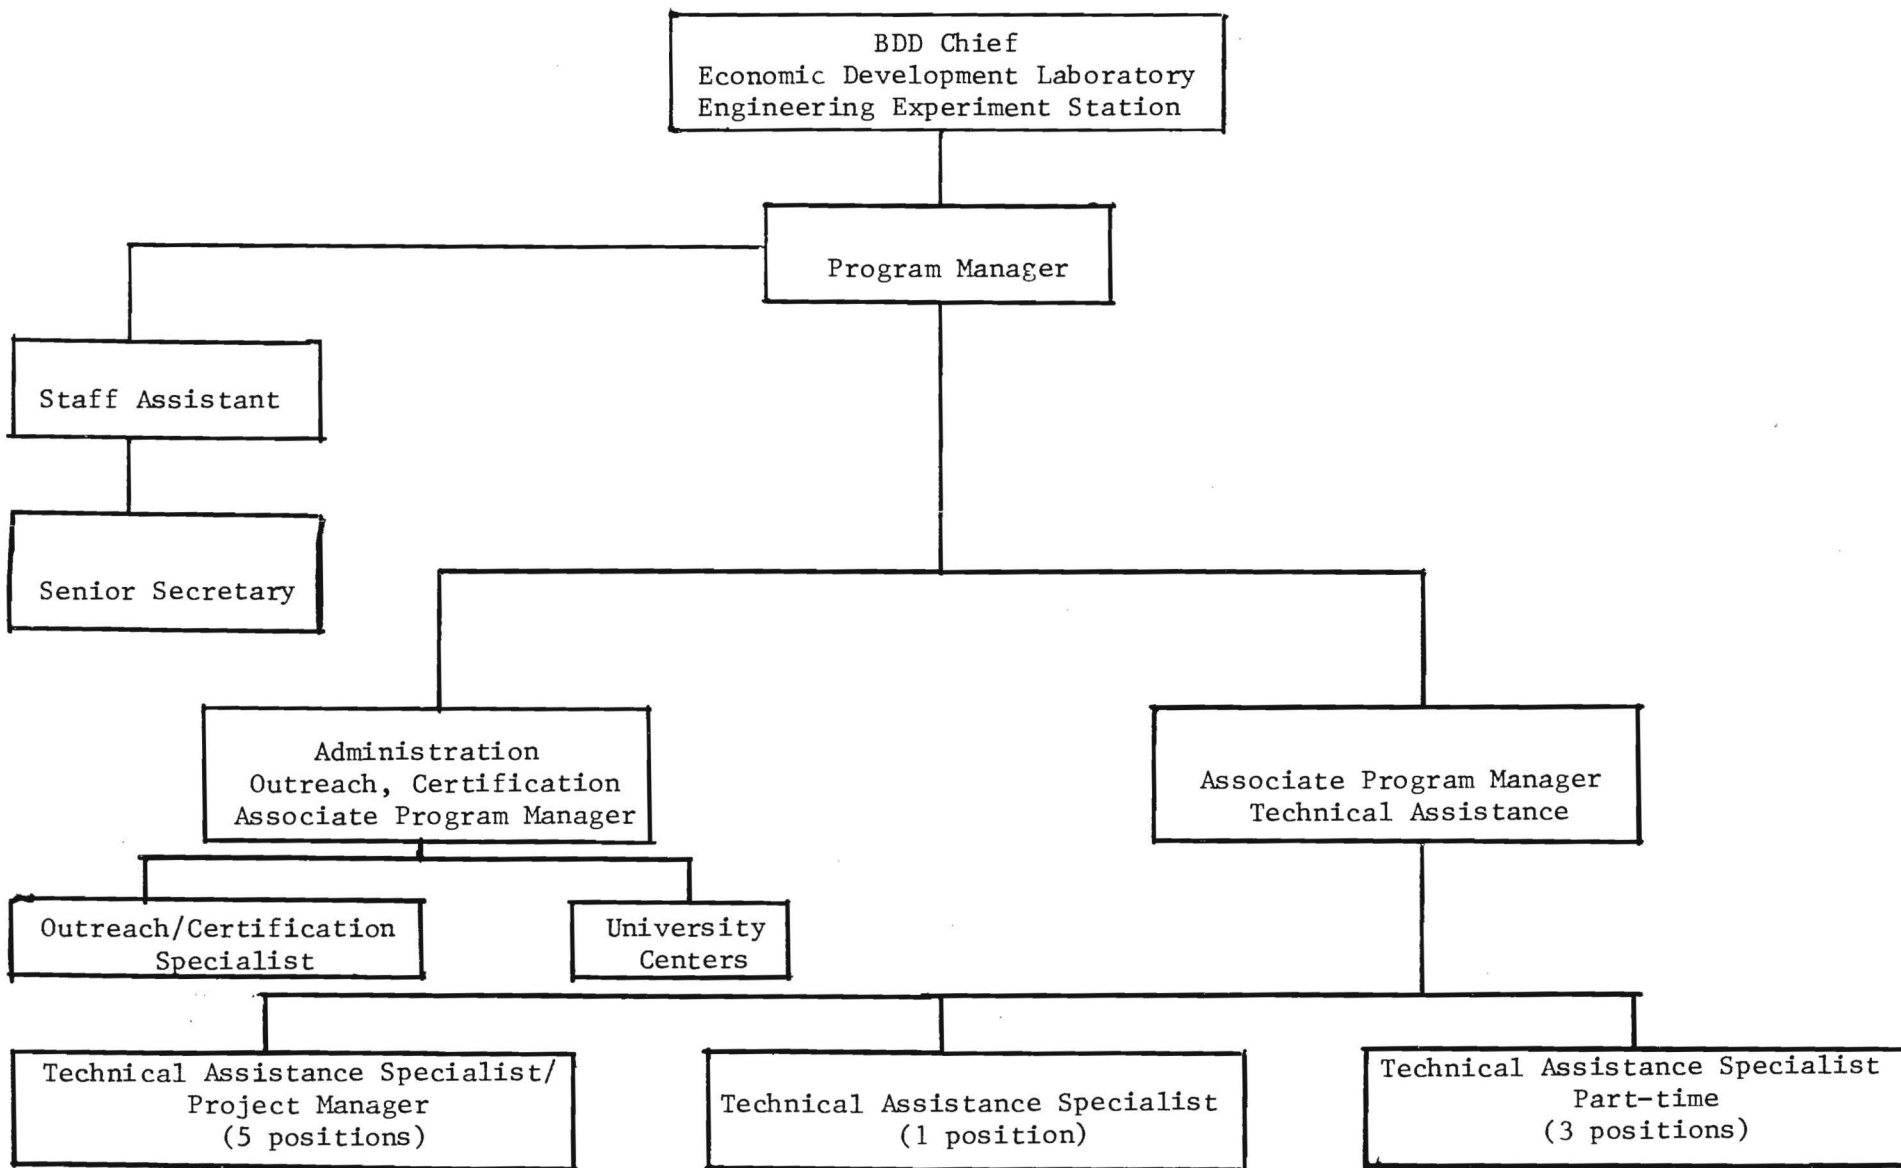 BDD Chief
Economic Development Laboratory
Engineering Experiment Station
Program Manager
Staff Assistant
Senior Secretary
Administration
Outreach, Certification
Associate Program Manager
Associate Program Manager
Technical Assistance
Outreach/Certification
Specialist
University
Centers
Technical Assistance Specialist/
Project Manager
(5 positions)
Technical Assistance Specialist
(1 position)
Technical Assistance Specialist
Part-time
(3 positions)